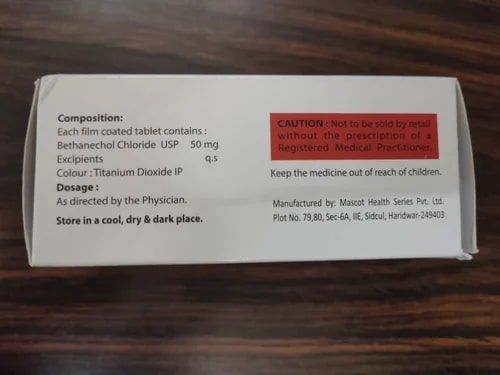 Composition:
Each film coated tablet contains :
Bethanechol Chloride USP 50 mg
Excipients q.s
Colour : Titanium Dioxide IP
Dosage :
As directed by the Physician.
Store in a cool, dry & dark place.
CAUTION : Not to be sold by retail
without the prescription of a
Registered Medical Practitioner.
Keep the medicine out of reach of children.
Manufactured by: Mascot Health Series Pvt. Ltd.
Plot No. 79,80, Sec-6A, IIE, Sidcul, Haridwar-249403